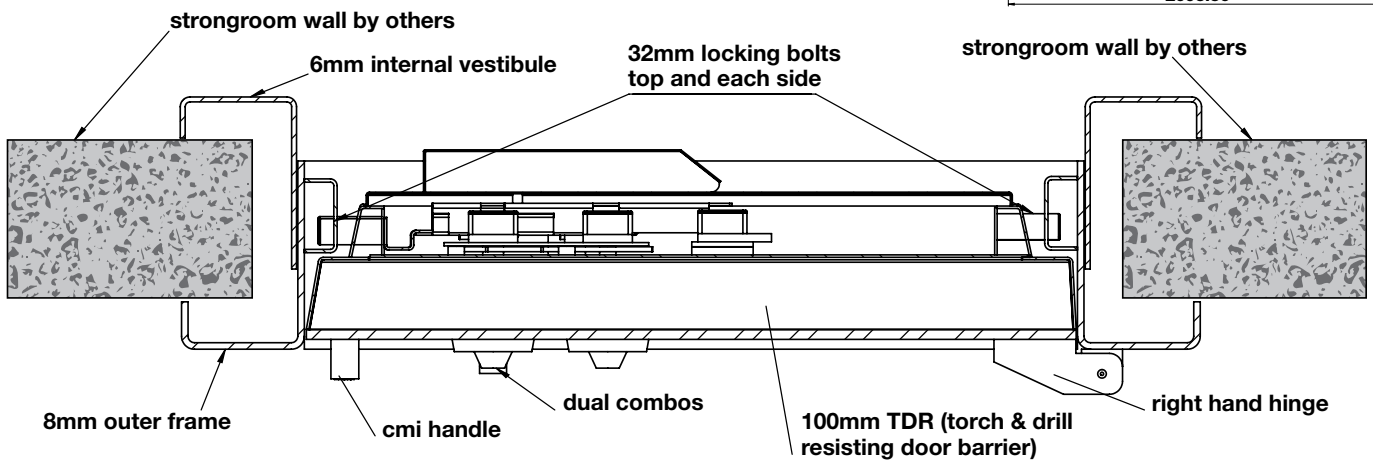 strongroom wall by others
6mm internal vestibule
32mm locking bolts
top and each side
strongroom wall by others
8mm outer frame
cmi handle
dual combos
100mm TDR (torch & drill
resisting door barrier)
right hand hinge